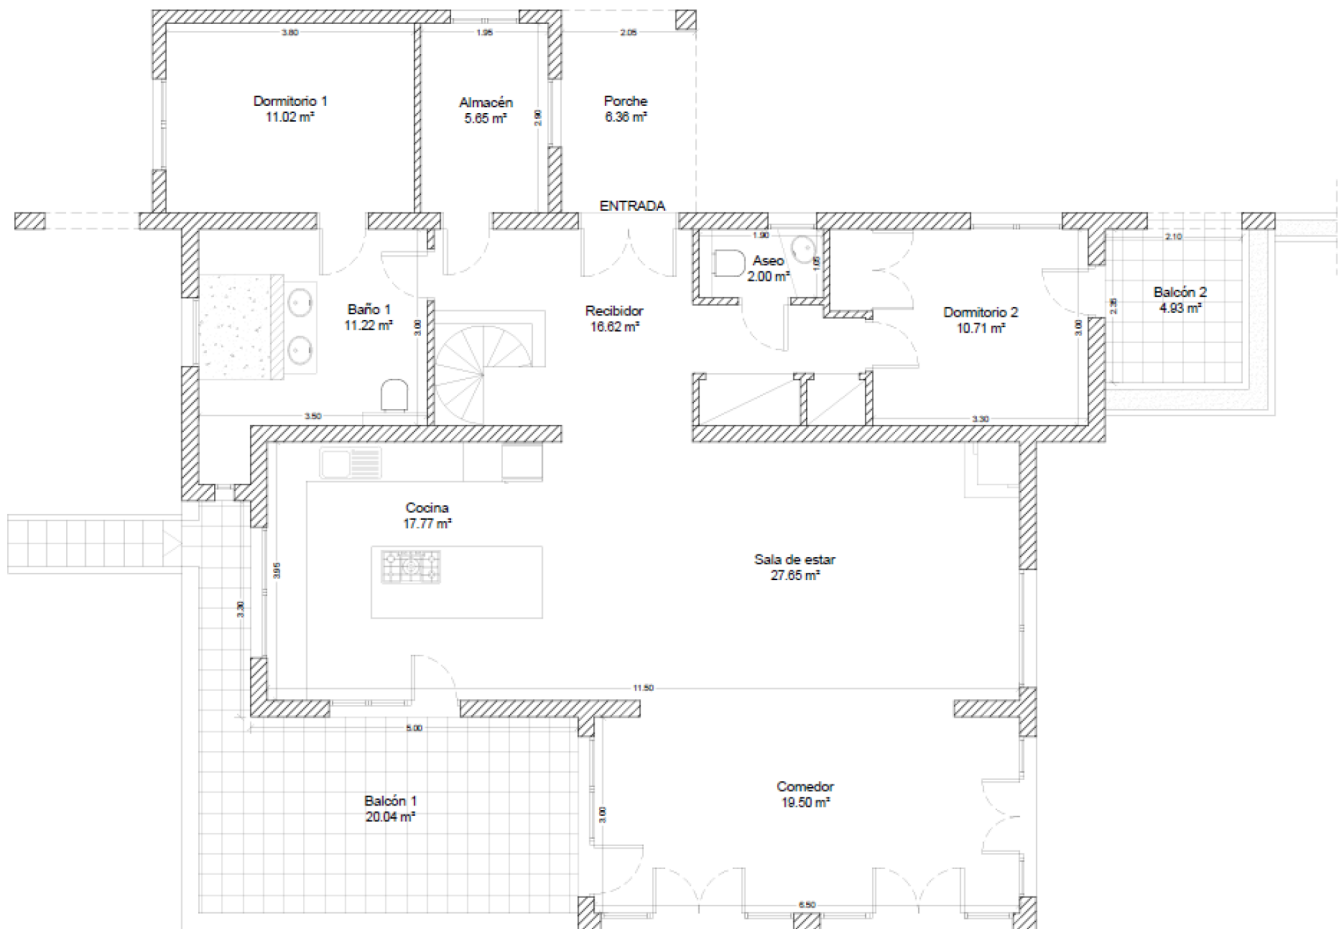 3.80
1.95
2.05
Dormitorio 1
11.02 m²
Almacén
5.65 m²
2.90
Porche
6.36 m²
ENTRADA
1.90
Aseo
2.00 m²
1.05
Baño 1
11.22 m²
3.00
3.50
Recibidor
16.62 m²
Dormitorio 2
10.71 m²
3.00
3.30
2.10
Balcón 2
4.93 m²
2.35
Cocina
17.77 m²
3.95
3.30
Sala de estar
27.65 m²
11.50
5.00
Balcón 1
20.04 m²
3.00
Comedor
19.50 m²
6.50